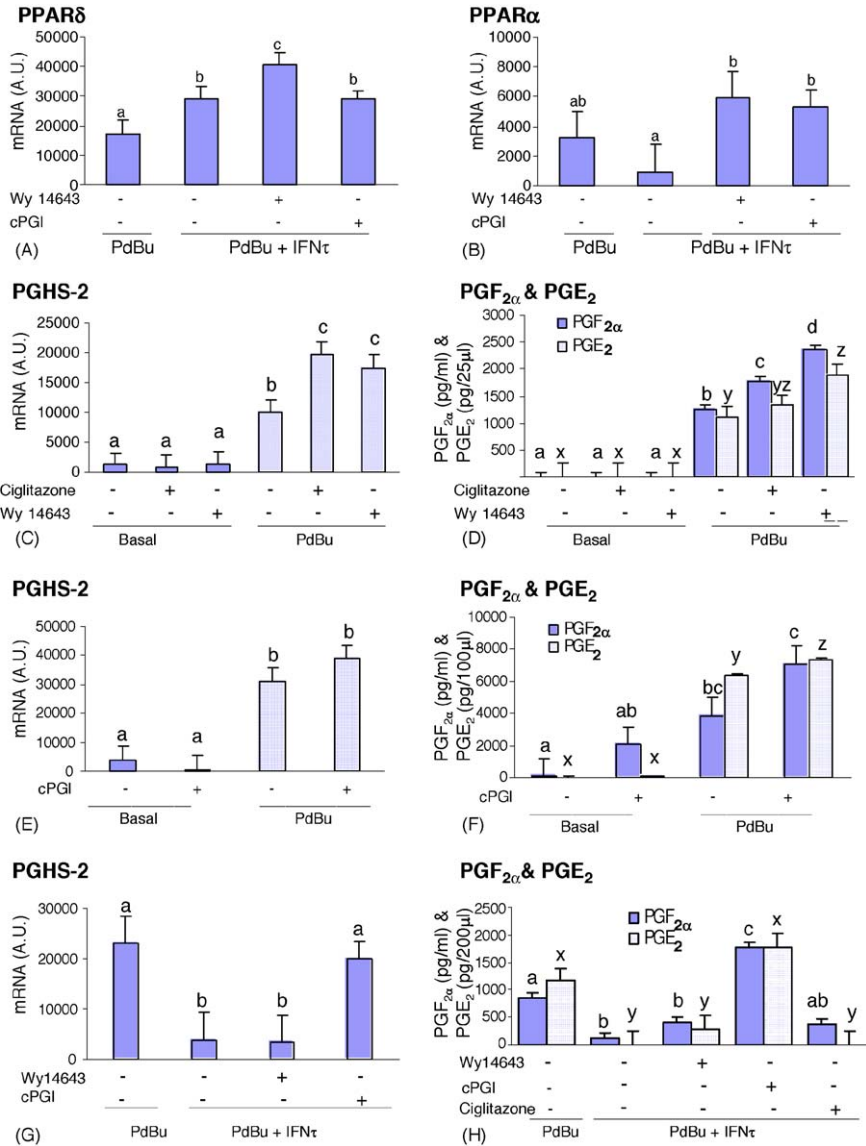 PPARδ
mRNA (A.U.)
50000
40000
30000
20000
10000
0
a
b
c
b
Wy 14643 - - + -
cPGI - - - +
PdBu PdBu + IFNτ
(A)
PPARα
mRNA (A.U.)
10000
8000
6000
4000
2000
0
ab
a
b
b
- - + -
- - - +
PdBu PdBu + IFNτ
(B)
PGHS-2
mRNA (A.U.)
25000
20000
15000
10000
5000
0
a a a b c c
Ciglitazone - + - - + -
Wy 14643 - - + - - +
Basal PdBu
(C)
PGF2α & PGE2
PGF2α (pg/ml) &
PGE2 (pg/25µl)
3000
2500
2000
1500
1000
500
PGF2α
PGE2
a x a x a x b y c yz d z
Ciglitazone - + - - + -
Wy 14643 - - + - - +
Basal PdBu
(D)
PGHS-2
mRNA (A.U.)
50000
40000
30000
20000
10000
0
a a b b
cPGI - + - +
Basal PdBu
(E)
PGF2α & PGE2
PGF2α (pg/ml) &
PGE2 (pg/100µl)
10000
8000
6000
4000
2000
0
PGF2α
PGE2
a x ab x bc y c z
cPGI - + - +
Basal PdBu
(F)
PGHS-2
mRNA (A.U.)
30000
20000
10000
0
a b b a
Wy14643 - - + -
cPGI - - - +
PdBu PdBu + IFNτ
(G)
PGF2α & PGE2
PGF2α (pg/ml) &
PGE2 (pg/200µl)
2500
2000
1500
1000
500
0
PGF2α
PGE2
a x b y b y c x ab y
Wy14643 - - + - -
cPGI - - - + -
Ciglitazone - - - - +
PdBu PdBu + IFNτ
(H)